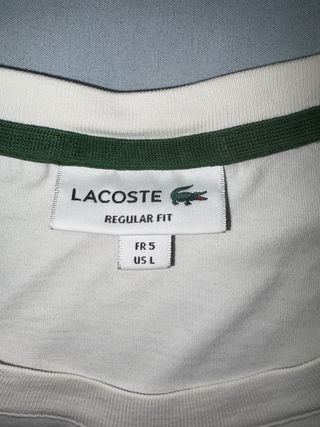 LACOSTE
REGULAR FIT
FR 5
US L